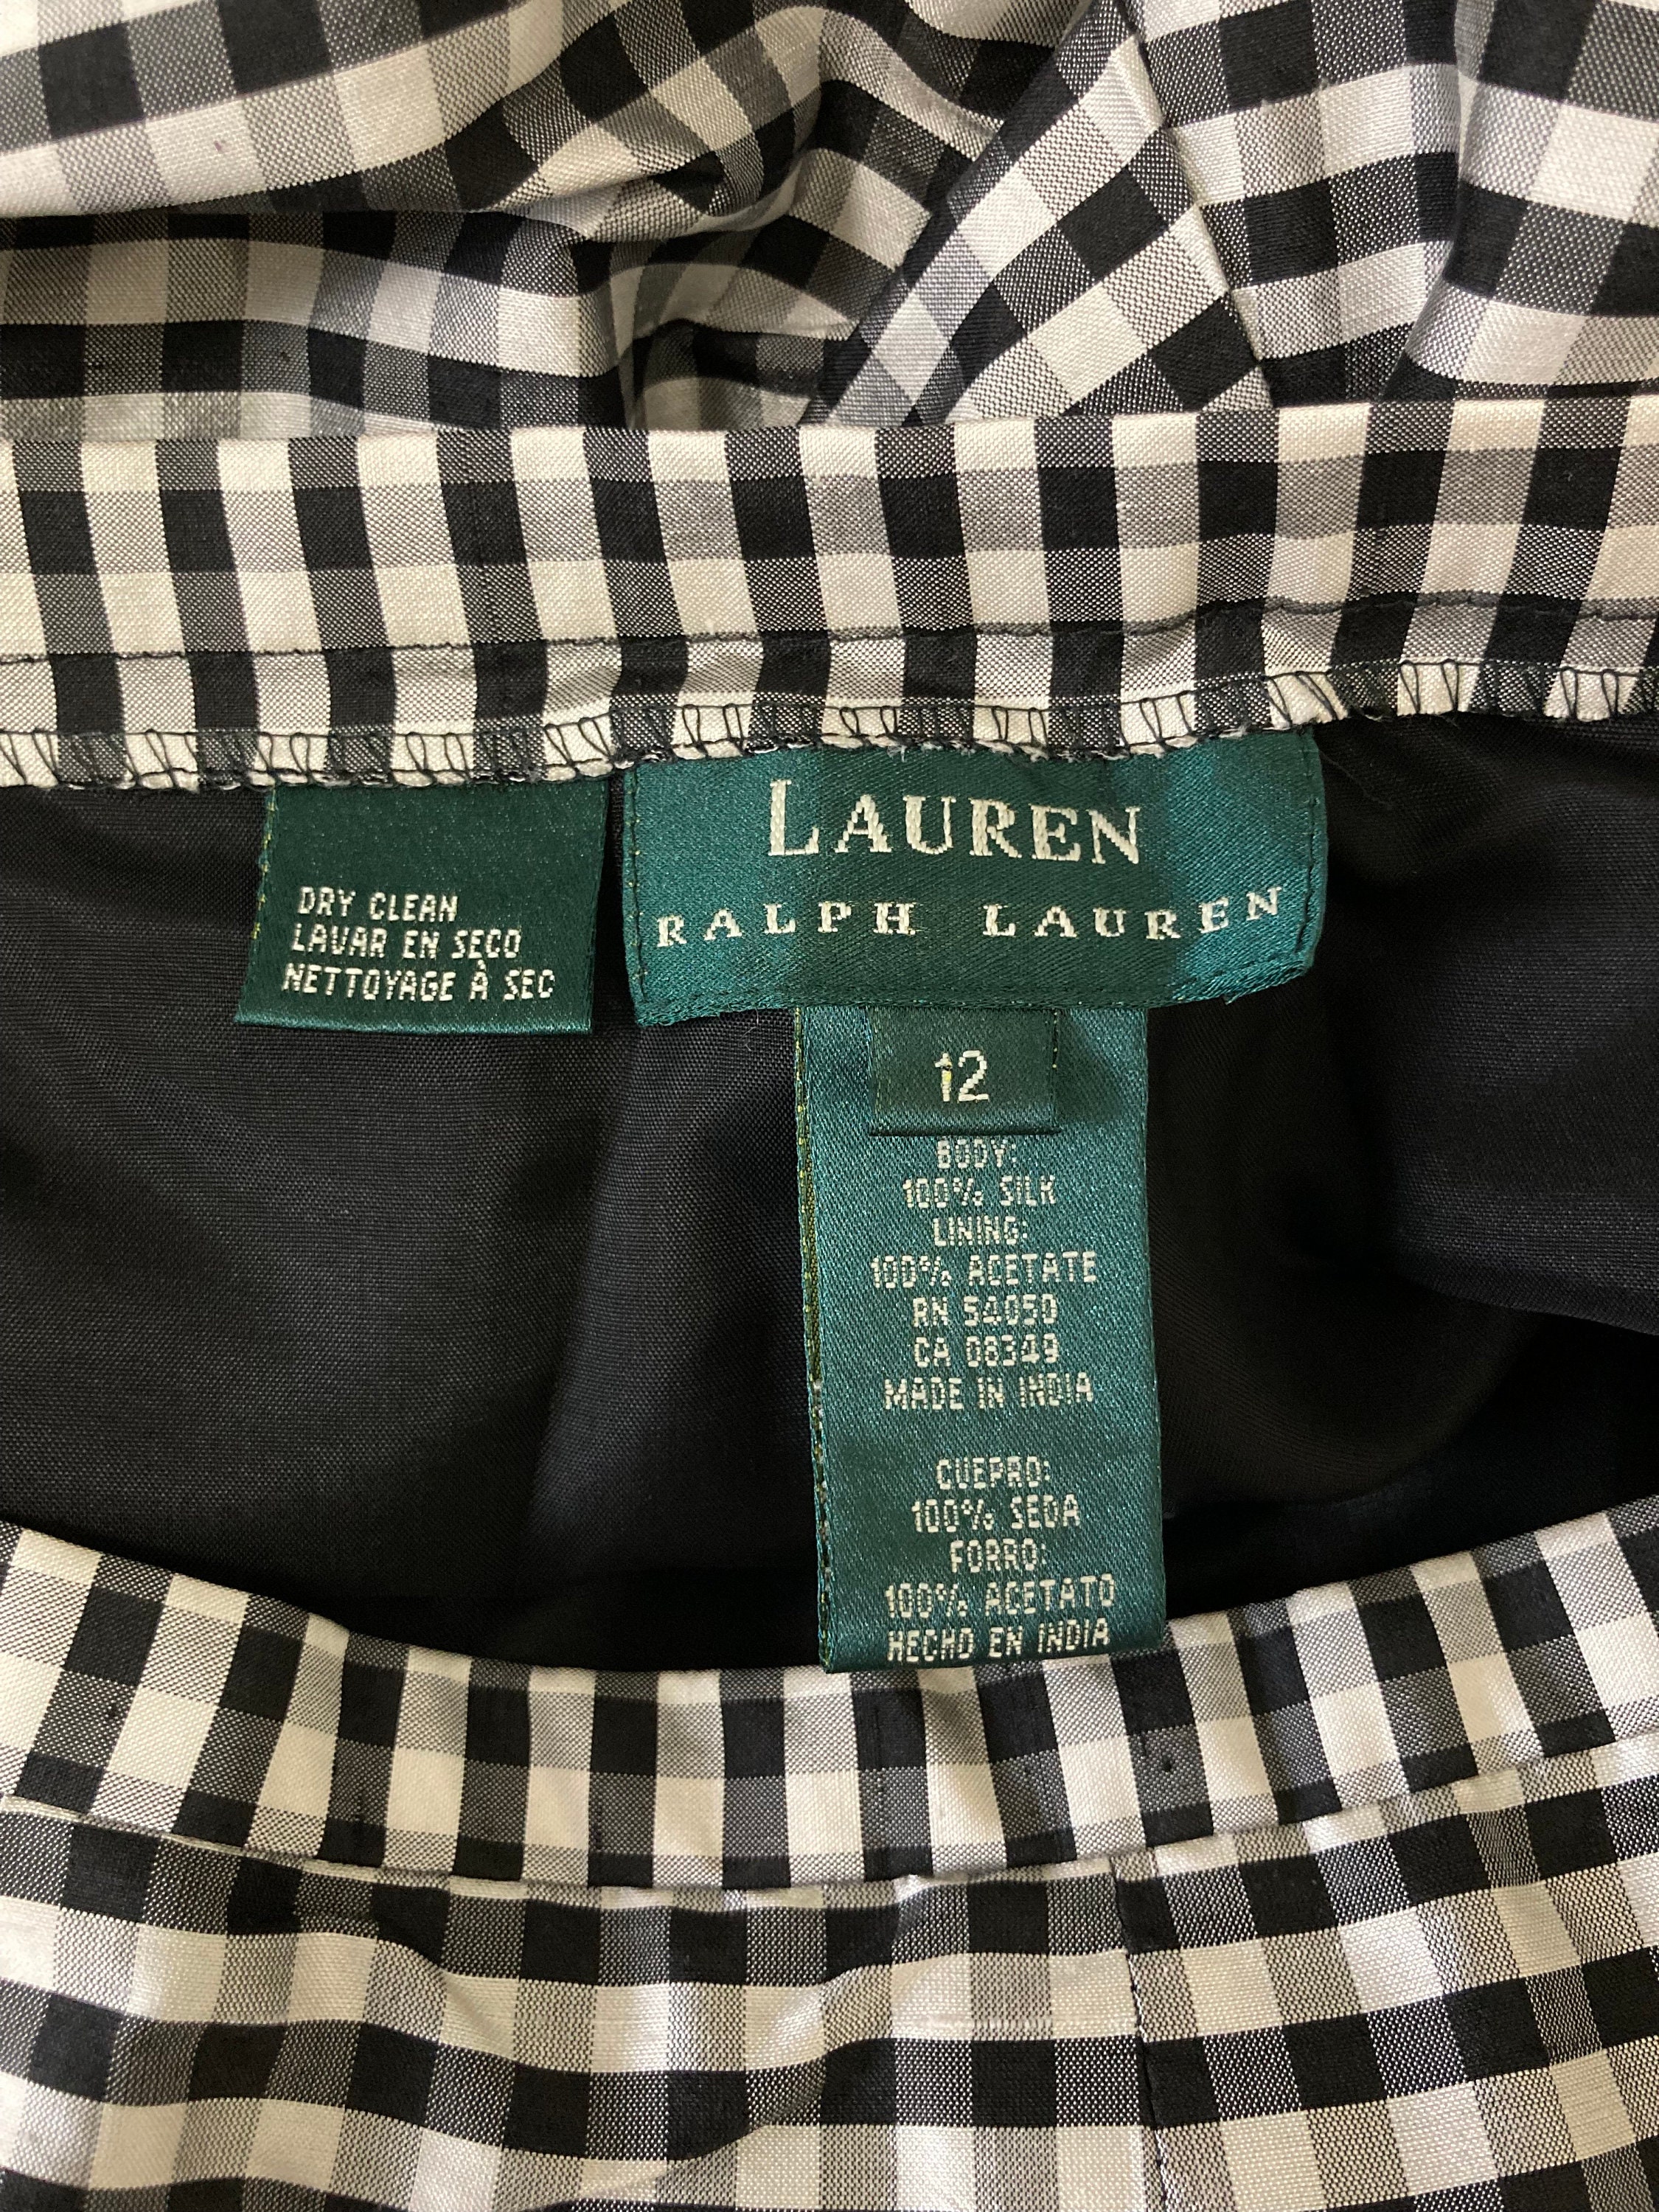 DRY CLEAN
LAVAR EN SECO
NETTOYAGE À SEC
LAUREN
RALPH LAUREN
12
BODY:
100% SILK
LINING:
100% ACETATE
RN 54050
CA 08349
MADE IN INDIA
CUEPRO:
100% SEDA
FORRO:
100% ACETATO
HECHO EN INDIA